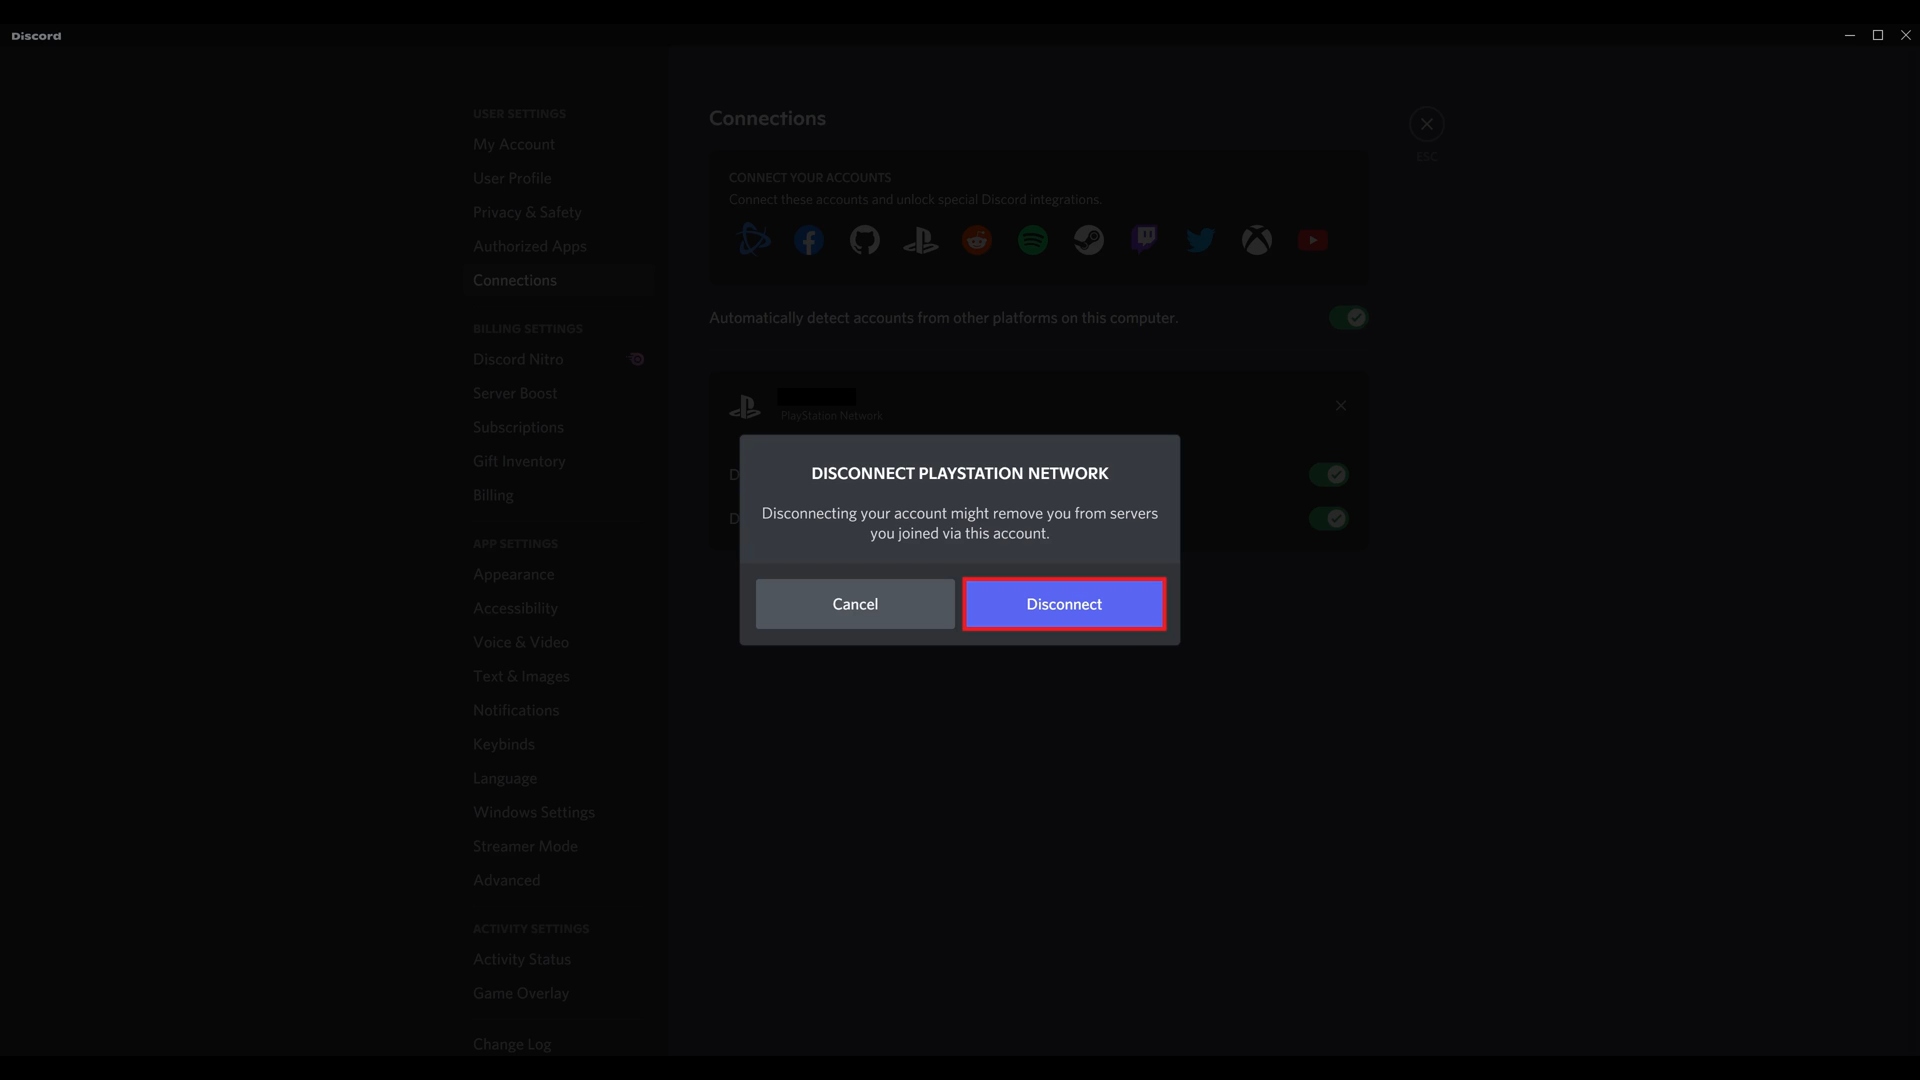 Discord
USER SETTINGS
My Account
User Profile
Privacy & Safety
Authorized Apps
Connections
BILLING SETTINGS
Discord Nitro
Server Boost
Subscriptions
Gift Inventory
Billing
APP SETTINGS
Appearance
Accessibility
Voice & Video
Text & Images
Notifications
Keybinds
Language
Windows Settings
Streamer Mode
Advanced
ACTIVITY SETTINGS
Activity Status
Game Overlay
Change Log
Connections
ESC
CONNECT YOUR ACCOUNTS
Connect these accounts and unlock special Discord integrations.
Automatically detect accounts from other platforms on this computer.
PlayStation Network
D
D
DISCONNECT PLAYSTATION NETWORK
Disconnecting your account might remove you from servers
you joined via this account.
Cancel
Disconnect